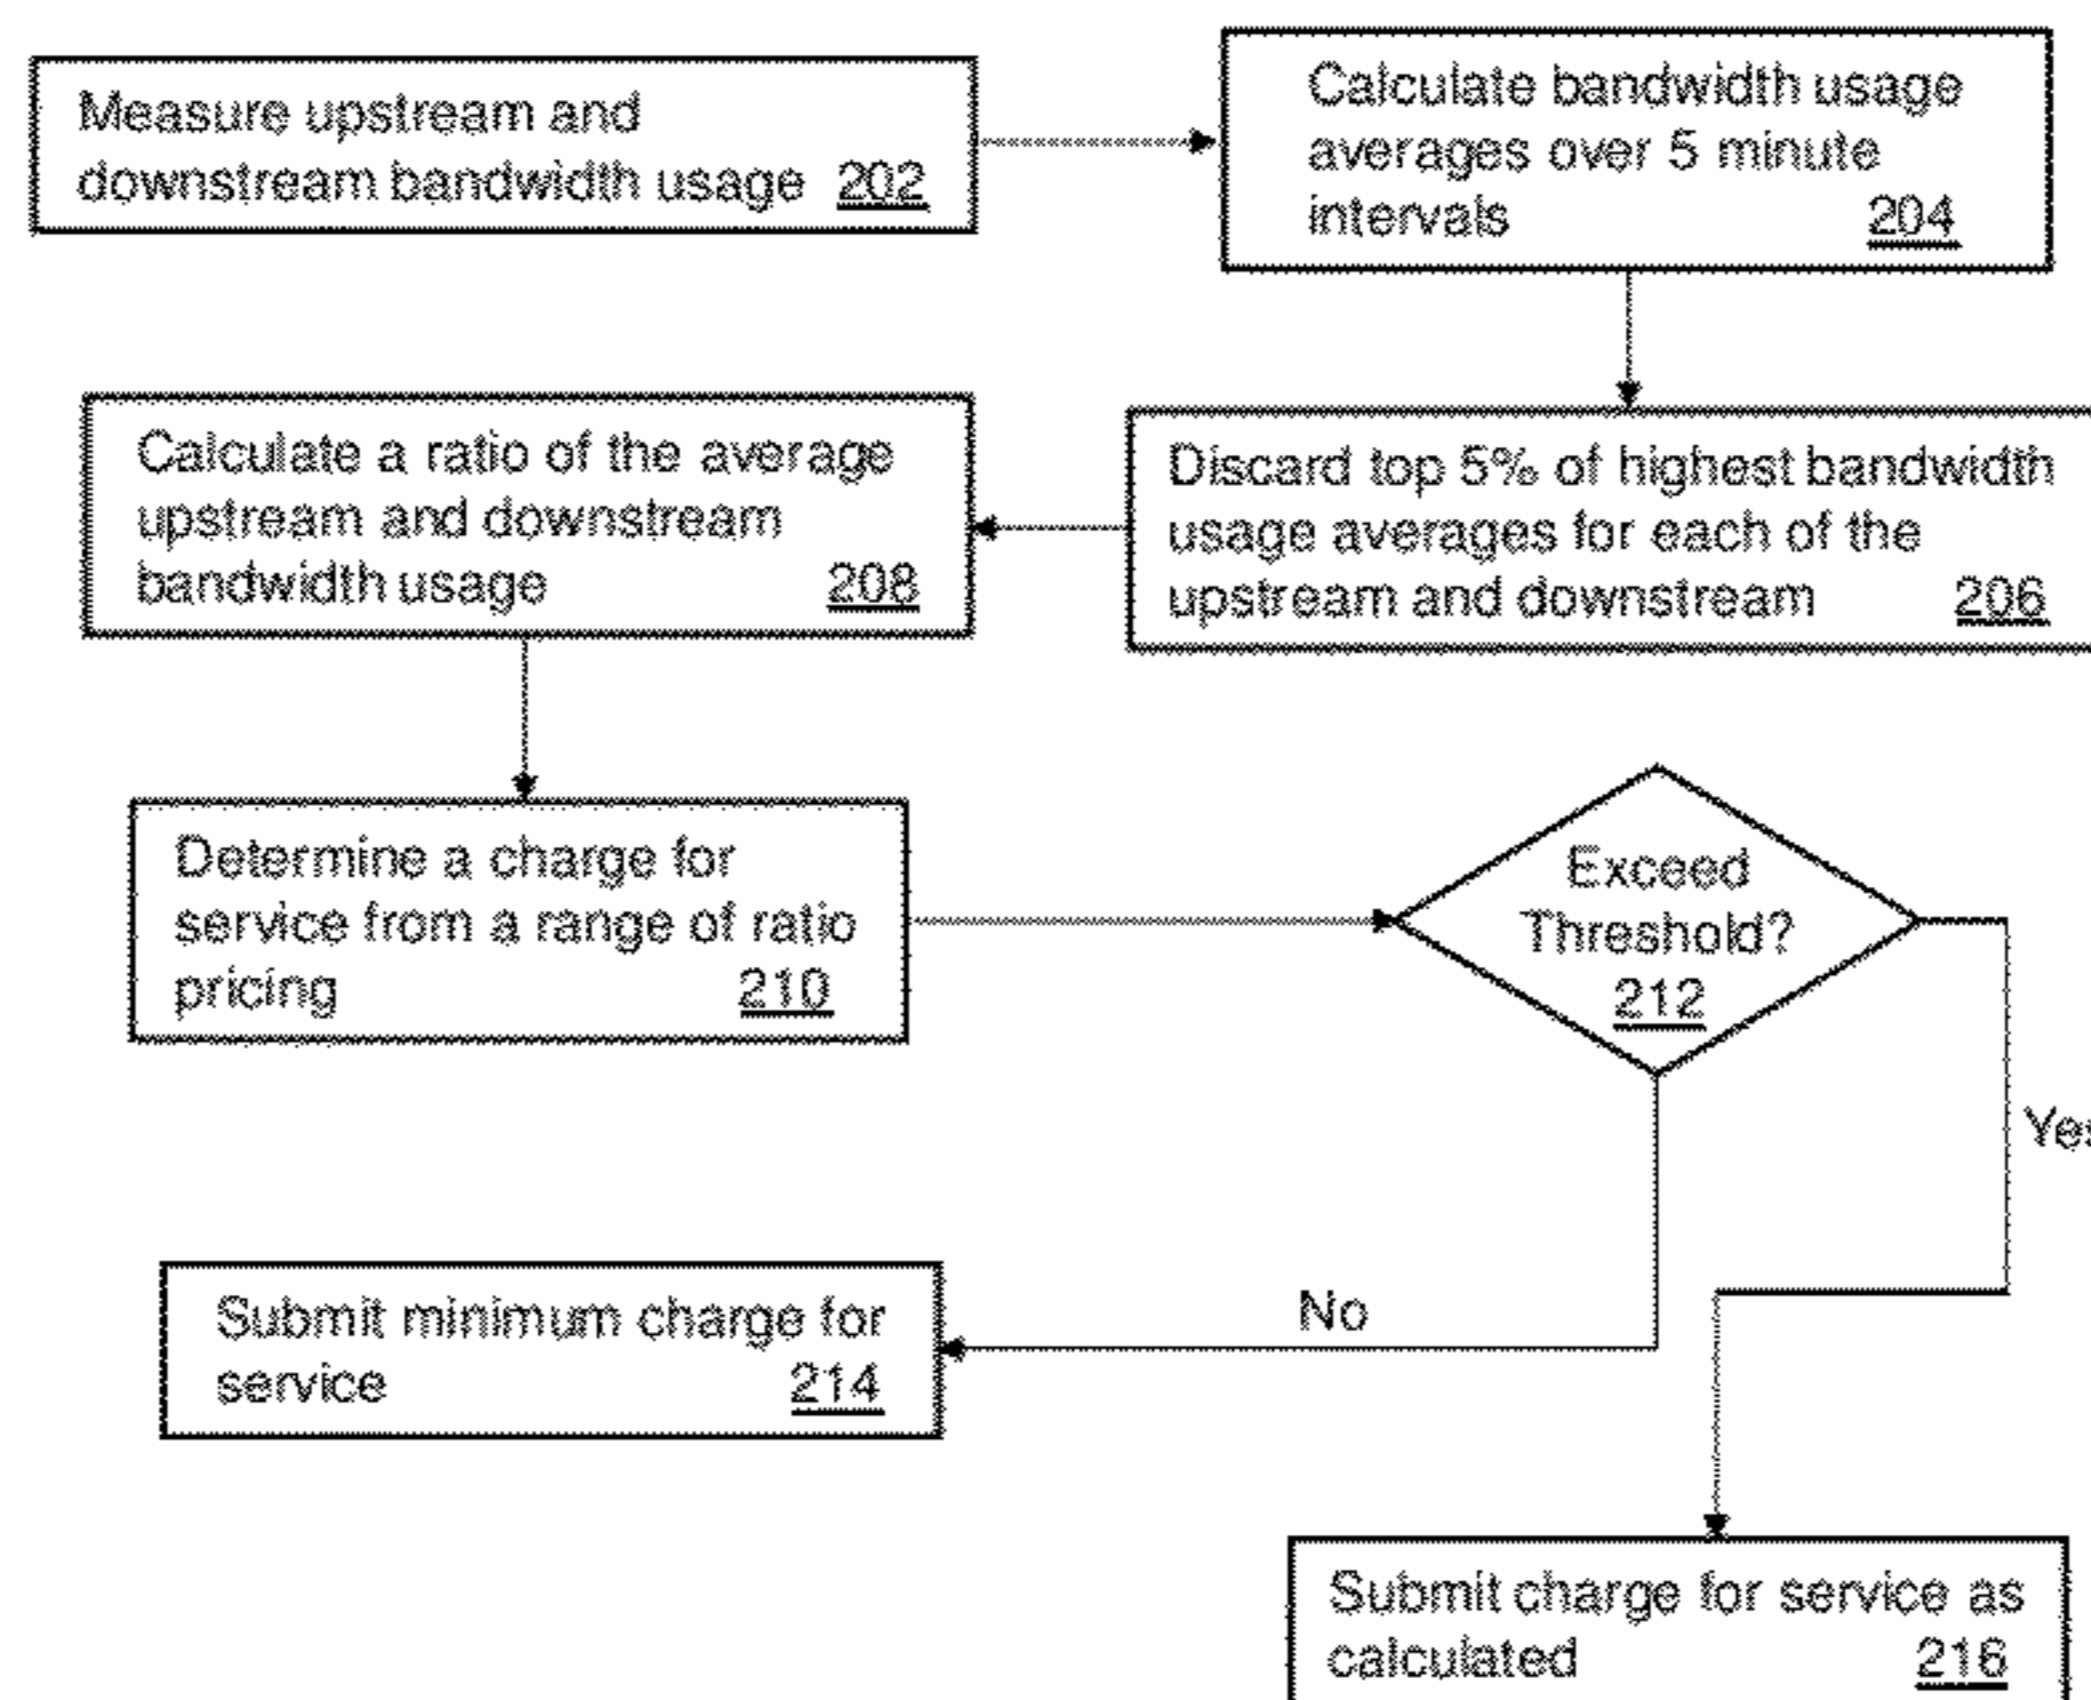 Measure upstream and
downstream bandwidth usage 202
Calculate bandwidth usage
averages over 5 minute
intervals 204
Discard top 5% of highest bandwidth
usage averages for each of the
upstream and downstream 206
Calculate a ratio of the average
upstream and downstream
bandwidth usage 208
Determine a charge for
service from a range of ratio
pricing 210
Exceed
Threshold?
212
Yes
No
Submit minimum charge for
service 214
Submit charge for service as
calculated 216